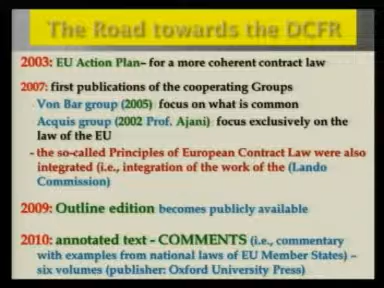 The Road towards the DCFR
2003: EU Action Plan– for a more coherent contract law
2007: first publications of the cooperating Groups
Von Bar group (2005) focus on what is common
Acquis group (2002 Prof. Ajani) focus exclusively on the
law of the EU
- the so-called Principles of European Contract Law were also
integrated (i.e., integration of the work of the (Lando
Commission)
2009: Outline edition becomes publicly available
2010: annotated text - COMMENTS (i.e., commentary
with examples from national laws of EU Member States) –
six volumes (publisher: Oxford University Press)